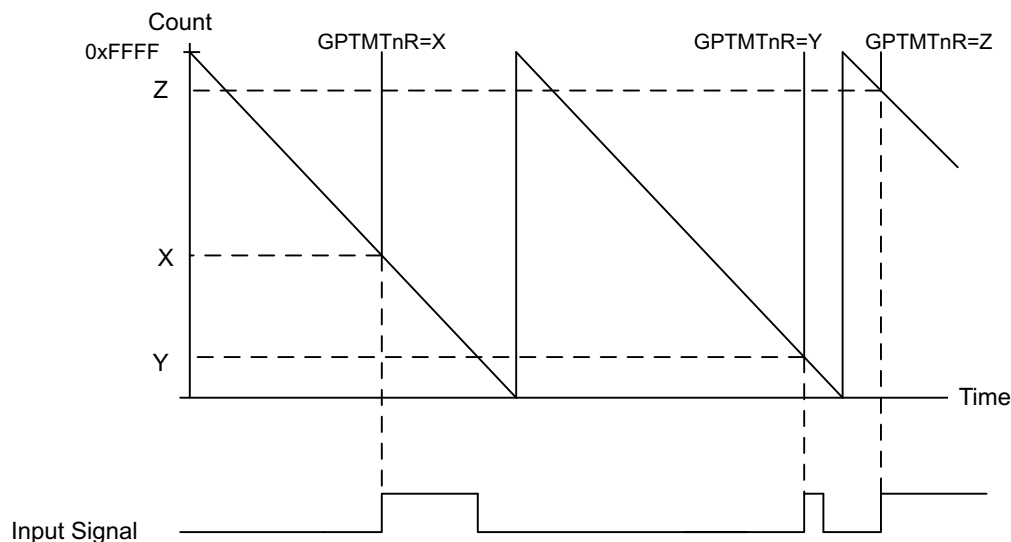 Count
0xFFFF
GPTMTnR=X
GPTMTnR=Y
GPTMTnR=Z
Z
X
Y
Time
Input Signal